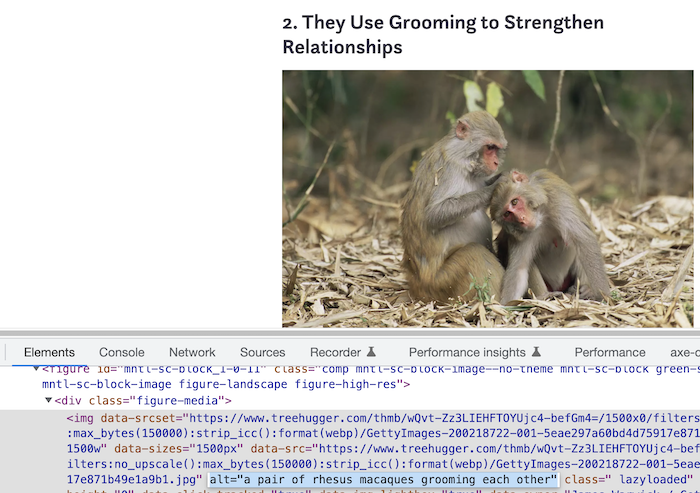 2. They Use Grooming to Strengthen
Relationships
Elements Console Network Sources Recorder Performance insights Performance axe-
<figure id="mntl-sc-block_1-0-11" class="comp mntl-sc-block-image--no-theme mntl-sc-block green-s
mntl-sc-block-image figure-landscape figure-high-res">
<div class="figure-media">
<img data-srcset="https://www.treehugger.com/thmb/wQvt-Zz3LIEHFTOYUjc4-befGm4=/1500x0/filters
:max_bytes(150000):strip_icc():format(webp)/GettyImages-200218722-001-5eae297a60bd4d75917e871
1500w" data-sizes="1500px" data-src="https://www.treehugger.com/thmb/wQvt-Zz3LIEHFTOYUjc4-bef
ilters:no_upscale():max_bytes(150000):strip_icc():format(webp)/GettyImages-200218722-001-5eae
17e871b49e1a9b1.jpg" alt="a pair of rhesus macaques grooming each other" class=" lazyloaded"